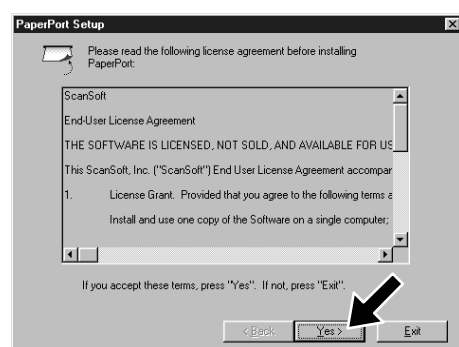 PaperPort Setup
Please read the following license agreement before installing
PaperPort:
ScanSoft
End-User License Agreement
THE SOFTWARE IS LICENSED, NOT SOLD, AND AVAILABLE FOR US
This ScanSoft, Inc. ("ScanSoft") End User License Agreement accompan
1. License Grant. Provided that you agree to the following terms a
Install and use one copy of the Software on a single computer;
If you accept these terms, press "Yes". If not, press "Exit".
< Back Yes > Exit